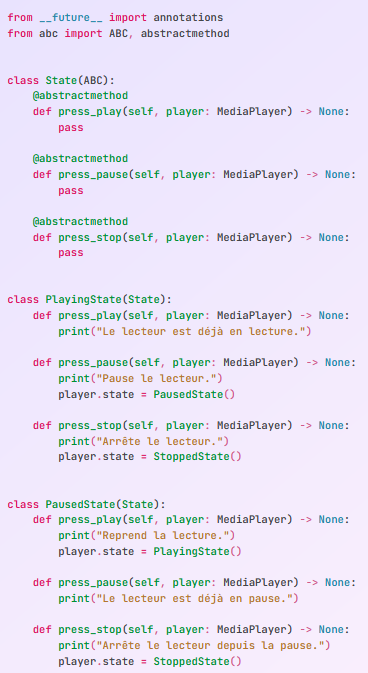 from __future__ import annotations
from abc import ABC, abstractmethod
class State(ABC):
@abstractmethod
def press_play(self, player: MediaPlayer) -> None:
pass
@abstractmethod
def press_pause(self, player: MediaPlayer) -> None:
pass
@abstractmethod
def press_stop(self, player: MediaPlayer) -> None:
pass
class PlayingState(State):
def press_play(self, player: MediaPlayer) -> None:
print("Le lecteur est déjà en lecture.")
def press_pause(self, player: MediaPlayer) -> None:
print("Pause le lecteur.")
player.state = PausedState()
def press_stop(self, player: MediaPlayer) -> None:
print("Arrête le lecteur.")
player.state = StoppedState()
class PausedState(State):
def press_play(self, player: MediaPlayer) -> None:
print("Reprend la lecture.")
player.state = PlayingState()
def press_pause(self, player: MediaPlayer) -> None:
print("Le lecteur est déjà en pause.")
def press_stop(self, player: MediaPlayer) -> None:
print("Arrête le lecteur depuis la pause.")
player.state = StoppedState()